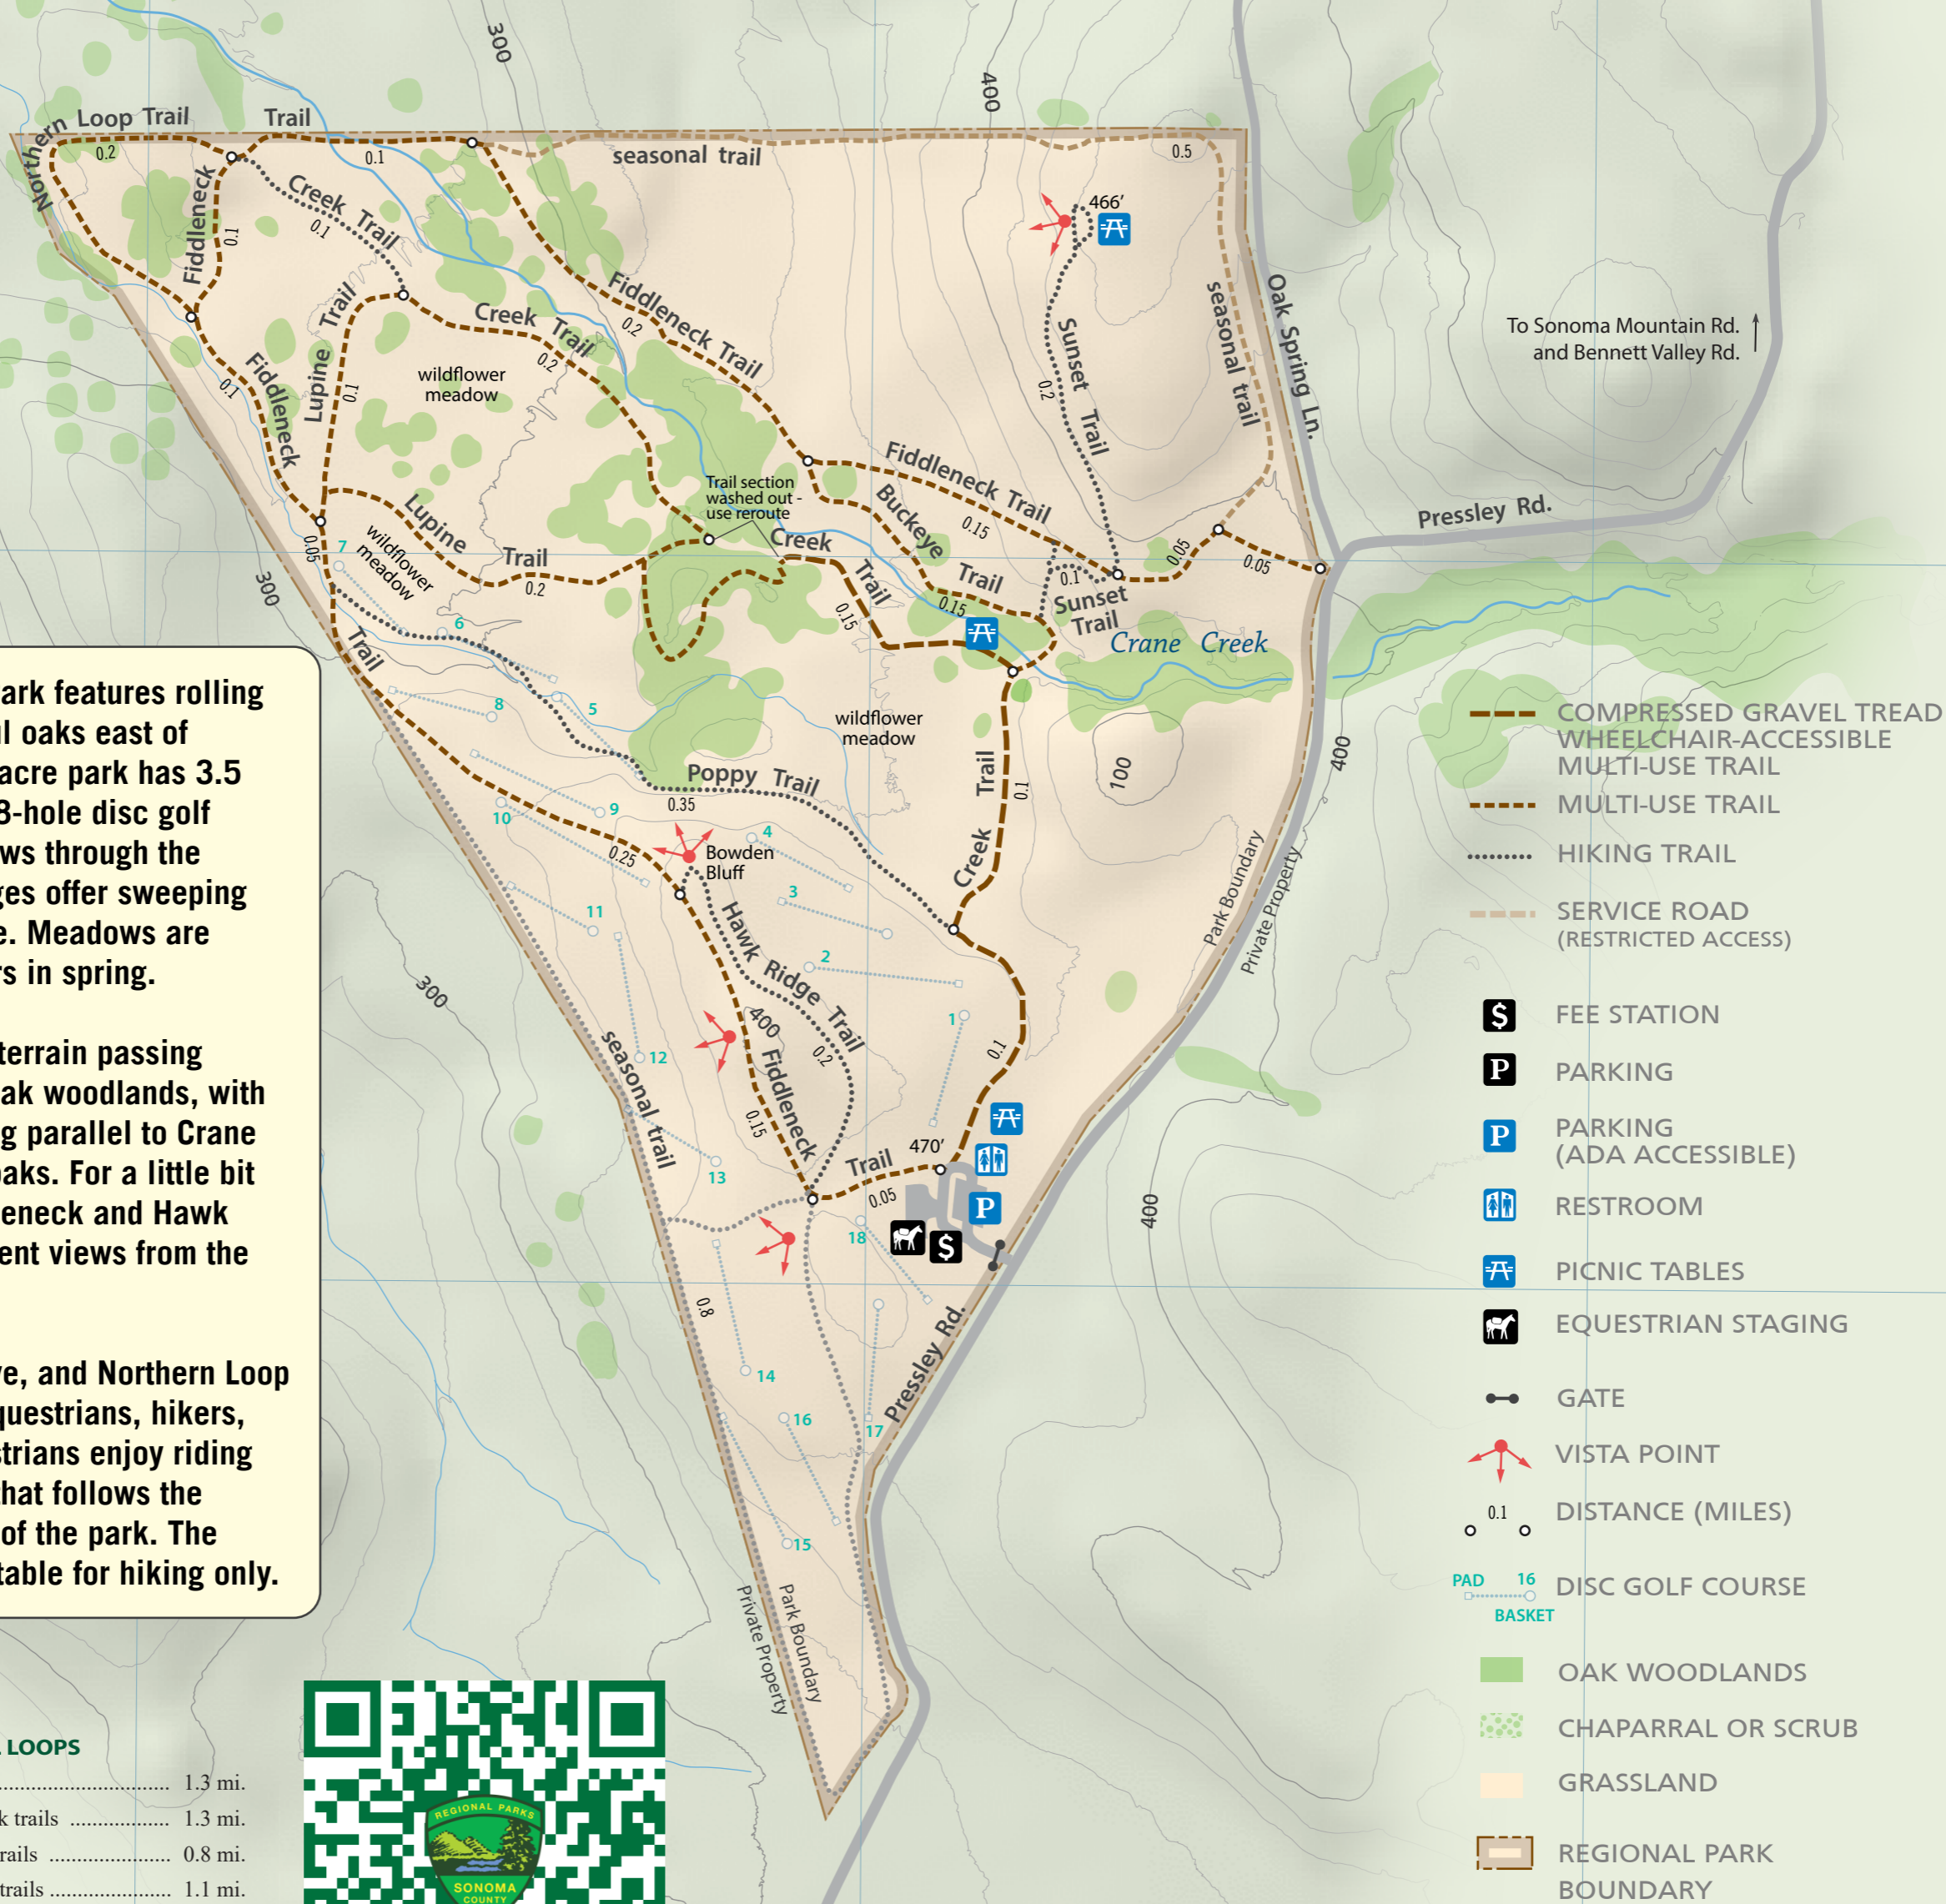 300
400
Northern Loop Trail
Trail
0.2
0.1
seasonal trail
0.5
Fiddleneck
0.1
Creek Trail
0.1
466’
Fiddleneck Trail
0.2
Lupine Trail
0.1
Creek Trail
0.2
wildflower
meadow
Sunset Trail
0.2
seasonal trail
Oak Spring Ln.
To Sonoma Mountain Rd.
and Bennett Valley Rd.
Fiddleneck
0.1
Trail section
washed out -
use reroute
Fiddleneck Trail
0.15
Buckeye Trail
0.15
Pressley Rd.
Lupine Trail
0.2
wildflower
meadow
0.05
7
Creek Trail
0.15
0.1
Sunset
Trail
0.05
0.05
Crane Creek
300
6
Trail
8
5
wildflower
meadow
Creek Trail
0.1
100
400
Poppy Trail
0.35
10
9
4
0.25
Bowden
Bluff
3
11
Hawk Ridge Trail
0.2
2
1
0.1
Park Boundary
Private Property
300
400
12
seasonal trail
Fiddleneck
0.15
13
Trail
0.05
470’
P
$
18
400
0.8
14
16
17
15
Pressley Rd.
Private Property
Park Boundary
ark features rolling
l oaks east of
acre park has 3.5
8-hole disc golf
ws through the
ges offer sweeping
e. Meadows are
rs in spring.
terrain passing
ak woodlands, with
g parallel to Crane
oaks. For a little bit
leneck and Hawk
ent views from the
ve, and Northern Loop
questrians, hikers,
strians enjoy riding
that follows the
of the park. The
table for hiking only.
COMPRESSED GRAVEL TREAD
WHEELCHAIR-ACCESSIBLE
MULTI-USE TRAIL
MULTI-USE TRAIL
HIKING TRAIL
SERVICE ROAD
(RESTRICTED ACCESS)
$ FEE STATION
P PARKING
P PARKING
(ADA ACCESSIBLE)
RESTROOM
PICNIC TABLES
EQUESTRIAN STAGING
GATE
VISTA POINT
0.1 DISTANCE (MILES)
PAD 16 DISC GOLF COURSE
BASKET
OAK WOODLANDS
CHAPARRAL OR SCRUB
GRASSLAND
REGIONAL PARK
BOUNDARY
LOOPS
.............................. 1.3 mi.
k trails .................. 1.3 mi.
rails ...................... 0.8 mi.
trails ...................... 1.1 mi.
REGIONAL PARKS
SONOMA
COUNTY